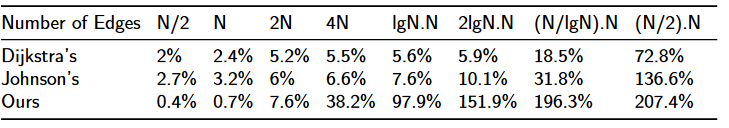 Number of Edges N/2 N 2N 4N lgN.N 2lgN.N (N/lgN).N (N/2).N
Dijkstra's 2% 2.4% 5.2% 5.5% 5.6% 5.9% 18.5% 72.8%
Johnson's 2.7% 3.2% 6% 6.6% 7.6% 10.1% 31.8% 136.6%
Ours 0.4% 0.7% 7.6% 38.2% 97.9% 151.9% 196.3% 207.4%